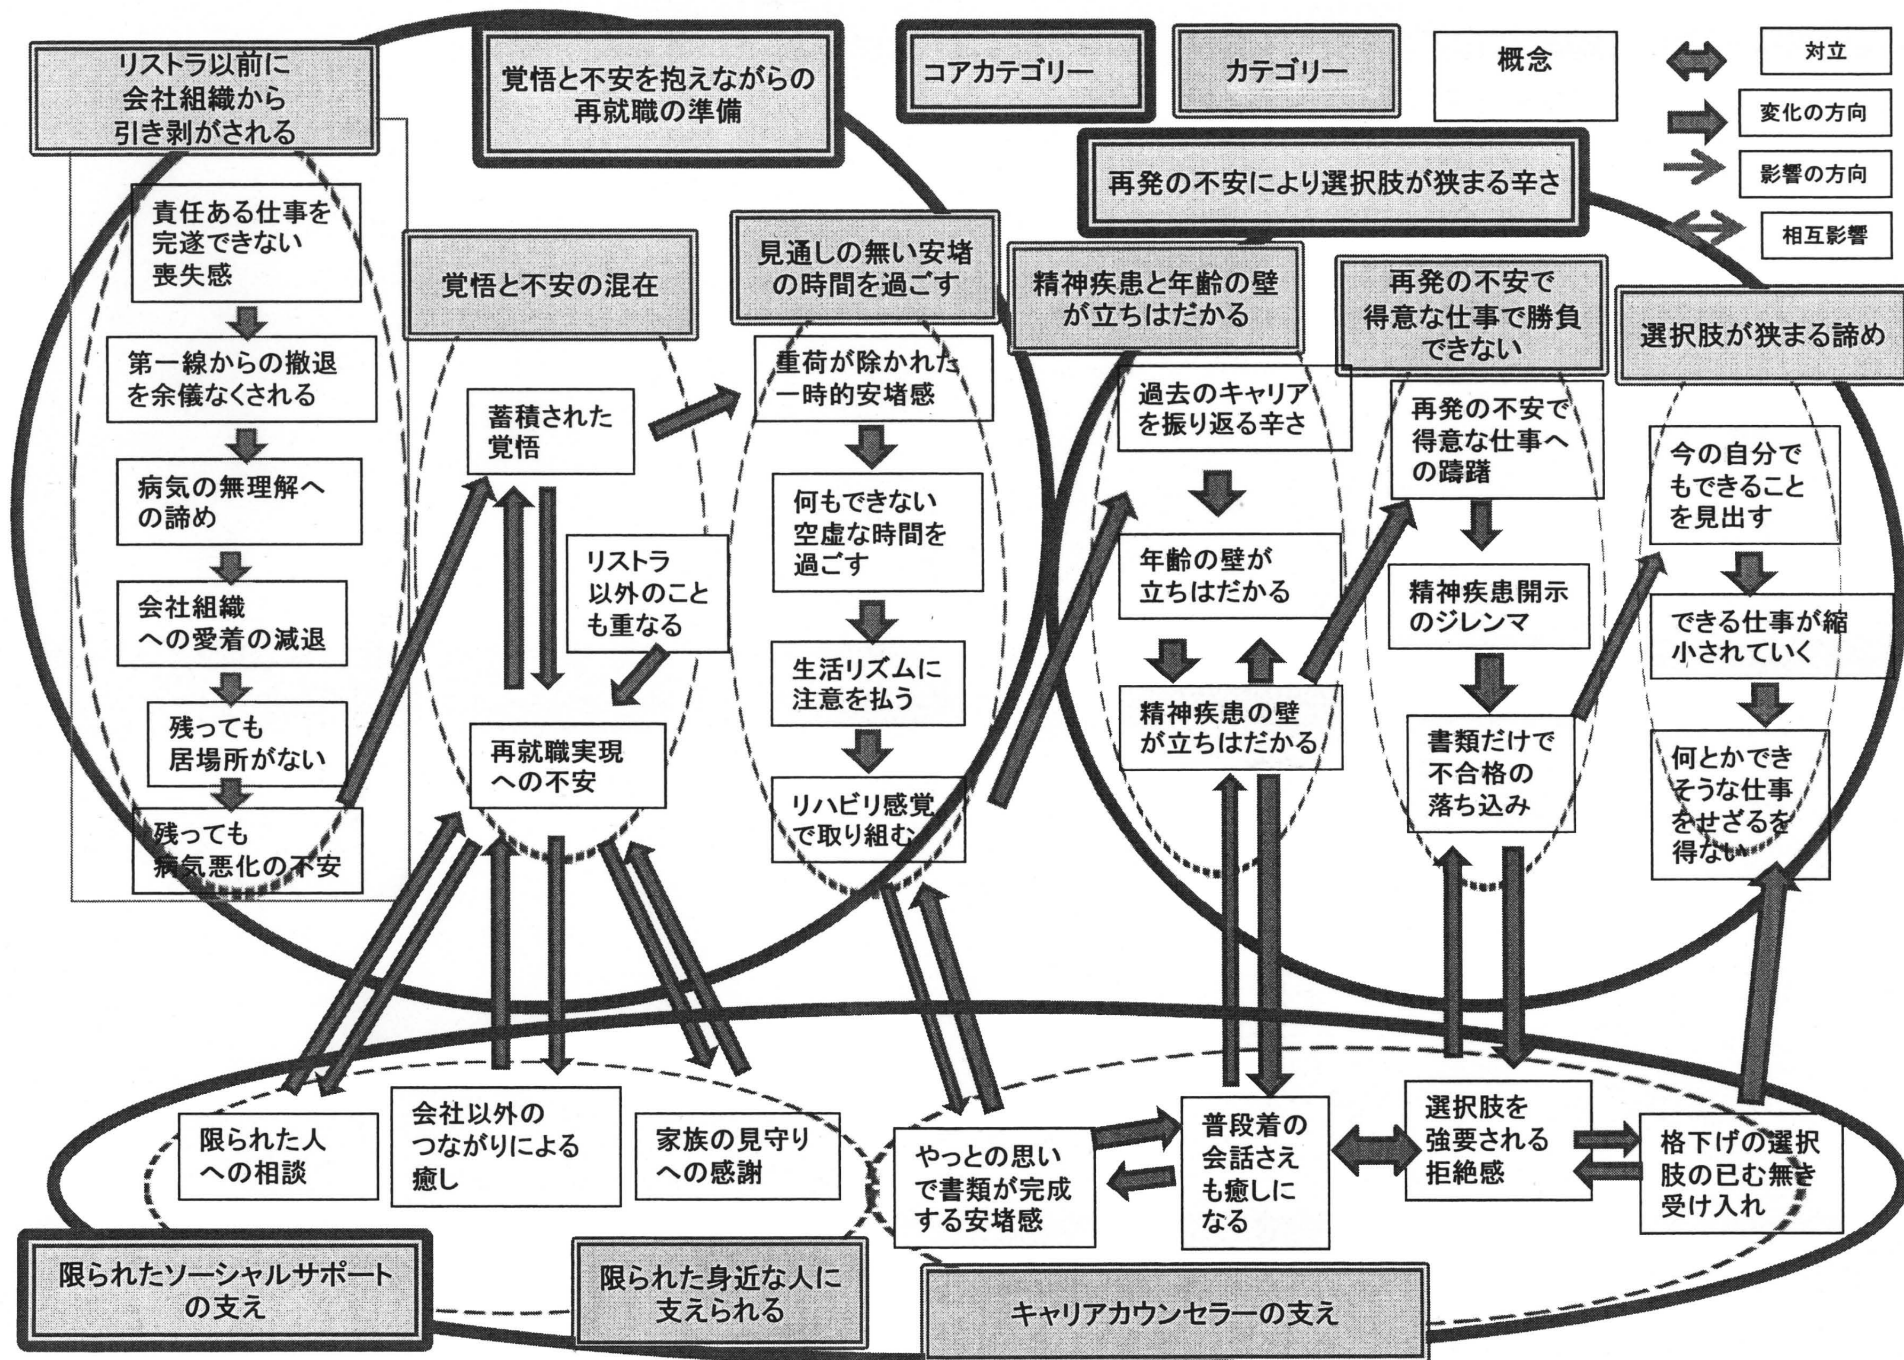 リストラ以前に
会社組織から
引き剥がされる
覚悟と不安を抱えながらの
再就職の準備
コアカテゴリー
カテゴリー
概念
対立
変化の方向
影響の方向
相互影響
再発の不安により選択肢が狭まる辛さ
責任ある仕事を
完遂できない
喪失感
第一線からの撤退
を余儀なくされる
病気の無理解へ
の諦め
会社組織
への愛着の減退
残っても
居場所がない
残っても
病気悪化の不安
覚悟と不安の混在
蓄積された
覚悟
リストラ
以外のこと
も重なる
再就職実現
への不安
見通しの無い安堵
の時間を過ごす
重荷が除かれた
一時的安堵感
何もできない
空虚な時間を
過ごす
生活リズムに
注意を払う
リハビリ感覚
で取り組む
精神疾患と年齢の壁
が立ちはだかる
過去のキャリア
を振り返る辛さ
年齢の壁が
立ちはだかる
精神疾患の壁
が立ちはだかる
再発の不安で
得意な仕事で勝負
できない
再発の不安で
得意な仕事へ
の躊躇
精神疾患開示
のジレンマ
書類だけで
不合格の
落ち込み
選択肢が狭まる諦め
今の自分で
もできること
を見出す
できる仕事が縮
小されていく
何とかでき
そうな仕事
をせざるを
得ない
限られた人
への相談
会社以外の
つながりによる
癒し
家族の見守り
への感謝
やっとの思い
で書類が完成
する安堵感
普段着の
会話さえ
も癒しに
なる
選択肢を
強要される
拒絶感
格下げの選択
肢の已む無き
受け入れ
限られたソーシャルサポート
の支え
限られた身近な人に
支えられる
キャリアカウンセラーの支え